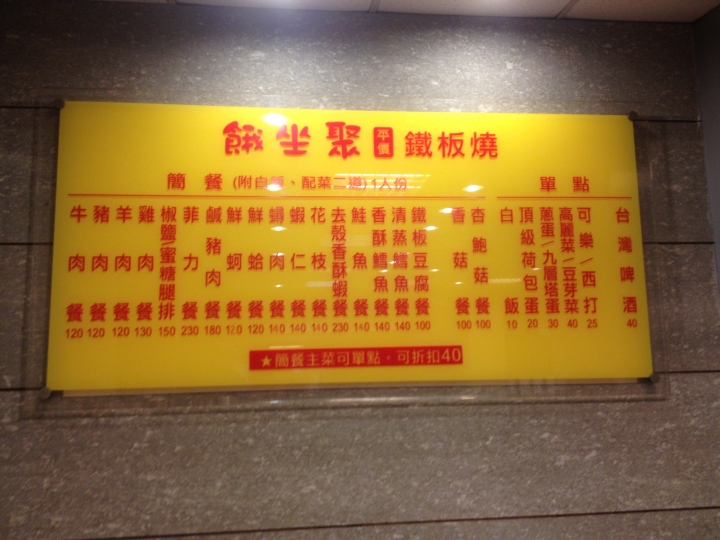 餓坐聚 平價 鐵板燒
簡餐 (附白飯、配菜二道) 1人份
牛肉餐 120
豬肉餐 120
羊肉餐 120
雞肉餐 130
椒鹽/蜜糖腿排 150
菲力餐 230
鹹豬肉餐 180
鮮蚵餐 120
鮮蛤餐 120
蟳肉餐 140
蝦仁餐 140
花枝餐 140
去殼香酥蝦餐 230
鮭魚餐 140
香酥鱈魚餐 140
清蒸鱈魚餐 140
鐵板豆腐餐 100
香菇餐 100
杏鮑菇餐 100
單點
白飯 10
頂級荷包蛋 20
蔥蛋/九層塔蛋 30
高麗菜/豆芽菜 40
可樂/西打 25
台灣啤酒 40
★簡餐主菜可單點，可折扣40